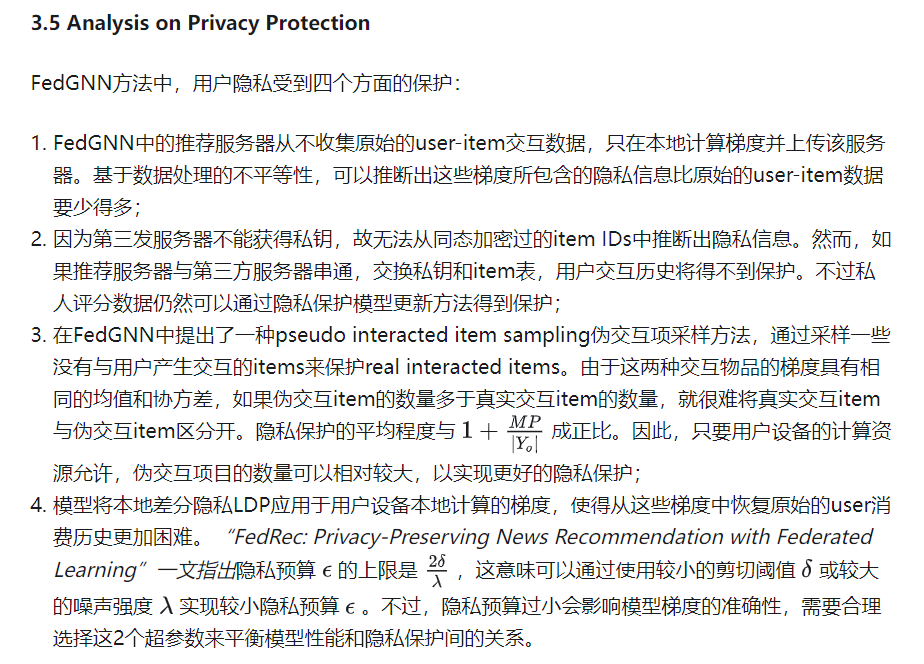 3.5 Analysis on Privacy Protection
FedGNN方法中，用户隐私受到四个方面的保护：
1. FedGNN中的推荐服务器从不收集原始的user-item交互数据，只在本地计算梯度并上传该服务
器。基于数据处理的不平等性，可以推断出这些梯度所包含的隐私信息比原始的user-item数据
要少得多；
2. 因为第三发服务器不能获得私钥，故无法从同态加密过的item IDs中推断出隐私信息。然而，如
果推荐服务器与第三方服务器串通，交换私钥和item表，用户交互历史将得不到保护。不过私
人评分数据仍然可以通过隐私保护模型更新方法得到保护；
3. 在FedGNN中提出了一种pseudo interacted item sampling伪交互项采样方法，通过采样一些
没有与用户产生交互的items来保护real interacted items。由于这两种交互物品的梯度具有相
同的均值和协方差，如果伪交互item的数量多于真实交互item的数量，就很难将真实交互item
与伪交互item区分开。隐私保护的平均程度与 1 + \frac{MP}{|Y_o|} 成正比。因此，只要用户设备的计算资
源允许，伪交互项目的数量可以相对较大，以实现更好的隐私保护；
4. 模型将本地差分隐私LDP应用于用户设备本地计算的梯度，使得从这些梯度中恢复原始的user消
费历史更加困难。“FedRec: Privacy-Preserving News Recommendation with Federated
Learning”一文指出隐私预算 ϵ 的上限是 \frac{2δ}{λ} ，这意味可以通过使用较小的剪切阈值 δ 或较大
的噪声强度 λ 实现较小隐私预算 ϵ 。不过，隐私预算过小会影响模型梯度的准确性，需要合理
选择这2个超参数来平衡模型性能和隐私保护间的关系。